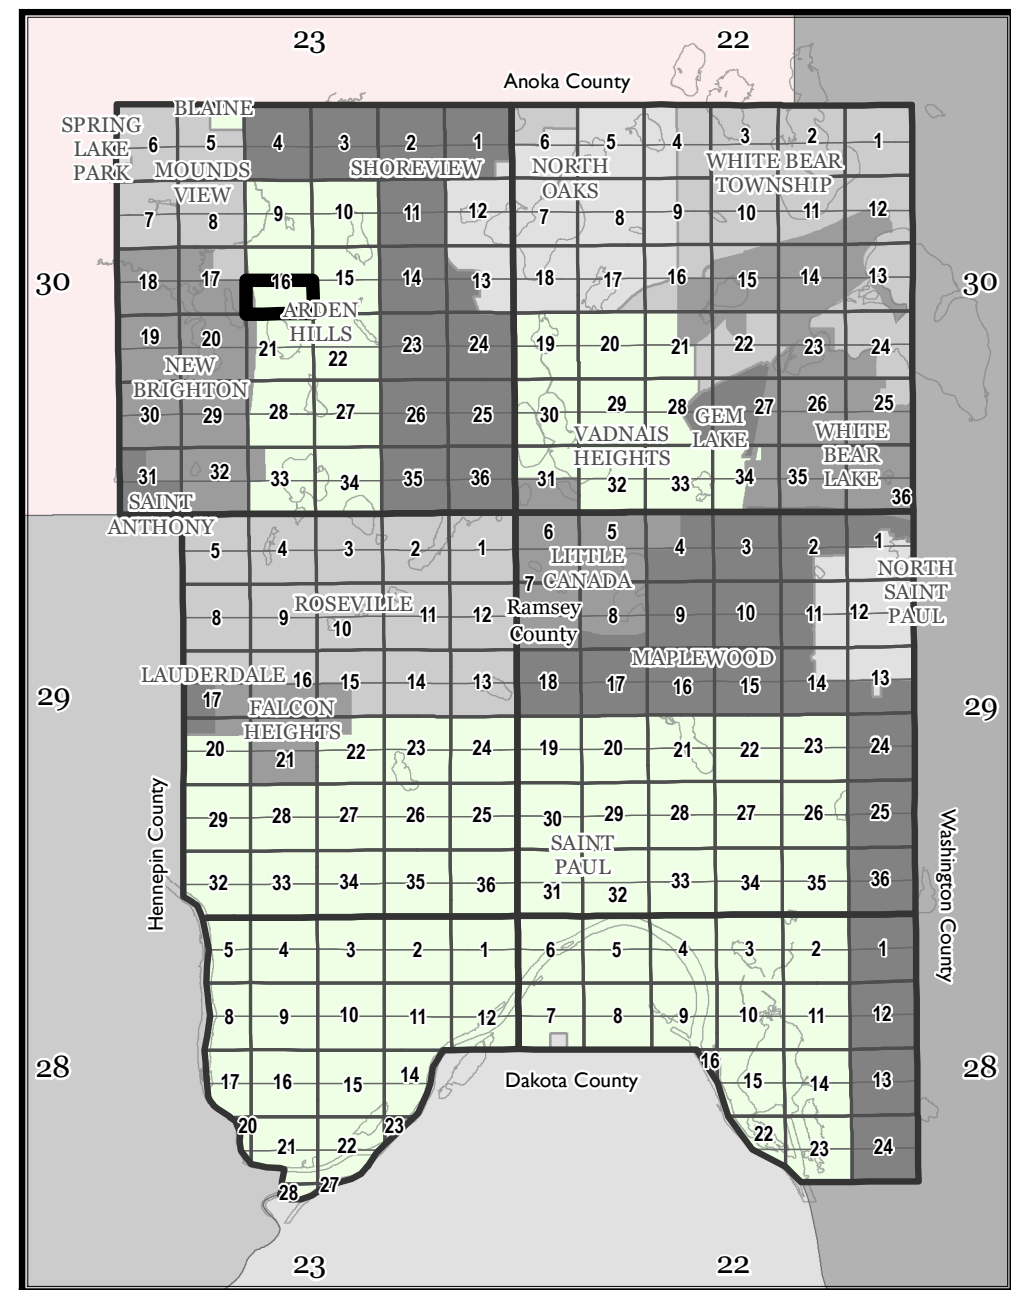 23 22
Anoka County
BLAINE
SPRING
LAKE
PARK
6 5 4 3 2 1 6 5 4 3 2 1
MOUNDS
VIEW
SHOREVIEW
NORTH
OAKS
WHITE BEAR
TOWNSHIP
7 8 9 10 11 12 7 8 9 10 11 12
30 18 17 16 15 14 13 18 17 16 15 14 13 30
ARDEN
HILLS
19 20 21 22 23 24 19 20 21 22 23 24
NEW
BRIGHTON
30 29 28 27 26 25 30 29 28 27 26 25
GEM
LAKE
VADNAIS
HEIGHTS
WHITE
BEAR
LAKE
31 32 33 34 35 36 31 32 33 34 35 36
SAINT
ANTHONY
5 4 3 2 1 6 5 4 3 2 1
LITTLE
CANADA
NORTH
SAINT
PAUL
8 9 10 11 12 7 8 9 10 11 12
ROSEVILLE
Ramsey
County
MAPLEWOOD
LAUDERDALE
17 16 15 14 13 18 17 16 15 14 13
29 29
FALCON
HEIGHTS
20 21 22 23 24 19 20 21 22 23 24
29 28 27 26 25 30 29 28 27 26 25
SAINT
PAUL
Hennepin County
Washington County
32 33 34 35 36 31 32 33 34 35 36
5 4 3 2 1 6 5 4 3 2 1
8 9 10 11 12 7 8 9 10 11 12
28 17 16 15 14 16 15 14 13 28
Dakota County
20 21 22 23 22 23 24
28 27
23 22